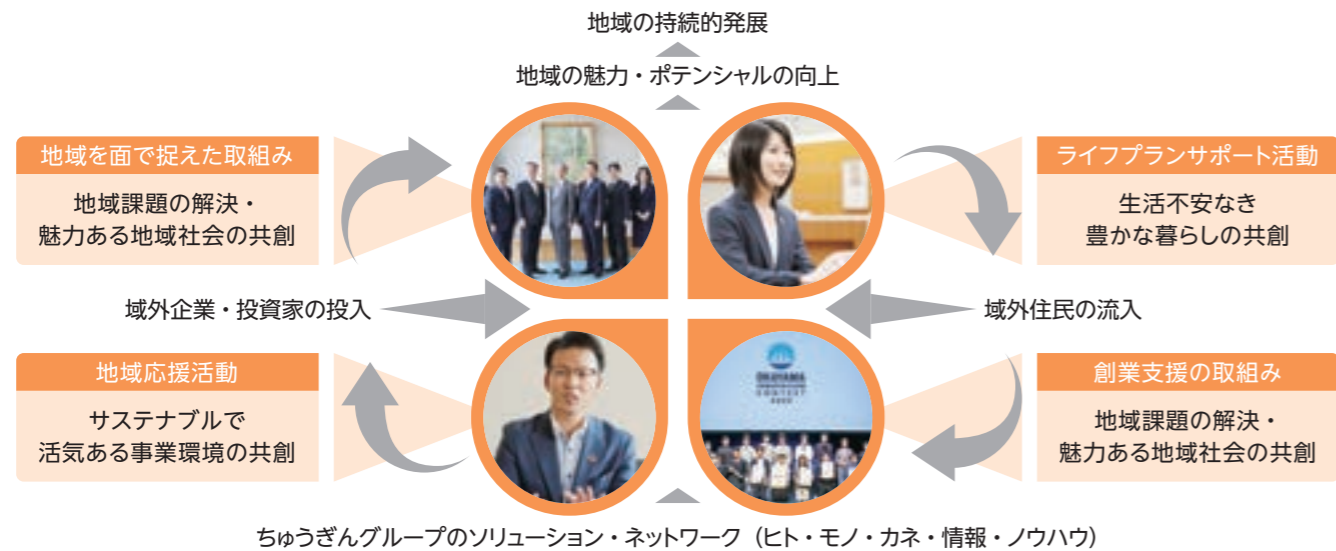 地域の持続的発展
地域の魅力・ポテンシャルの向上
地域を面で捉えた取組み
地域課題の解決・
魅力ある地域社会の共創
ライフプランサポート活動
生活不安なき
豊かな暮らしの共創
域外企業・投資家の投入
域外住民の流入
地域応援活動
サステナブルで
活気ある事業環境の共創
創業支援の取組み
地域課題の解決・
魅力ある地域社会の共創
OKAYAMA
CONTEST
ちゅうぎんグループのソリューション・ネットワーク（ヒト・モノ・カネ・情報・ノウハウ）